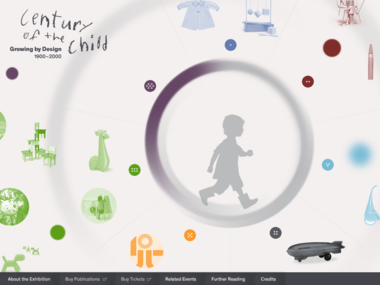 century
of the
child
Growing by Design
1900–2000
About the Exhibition
Buy Publications
Buy Tickets
Related Events
Further Reading
Credits